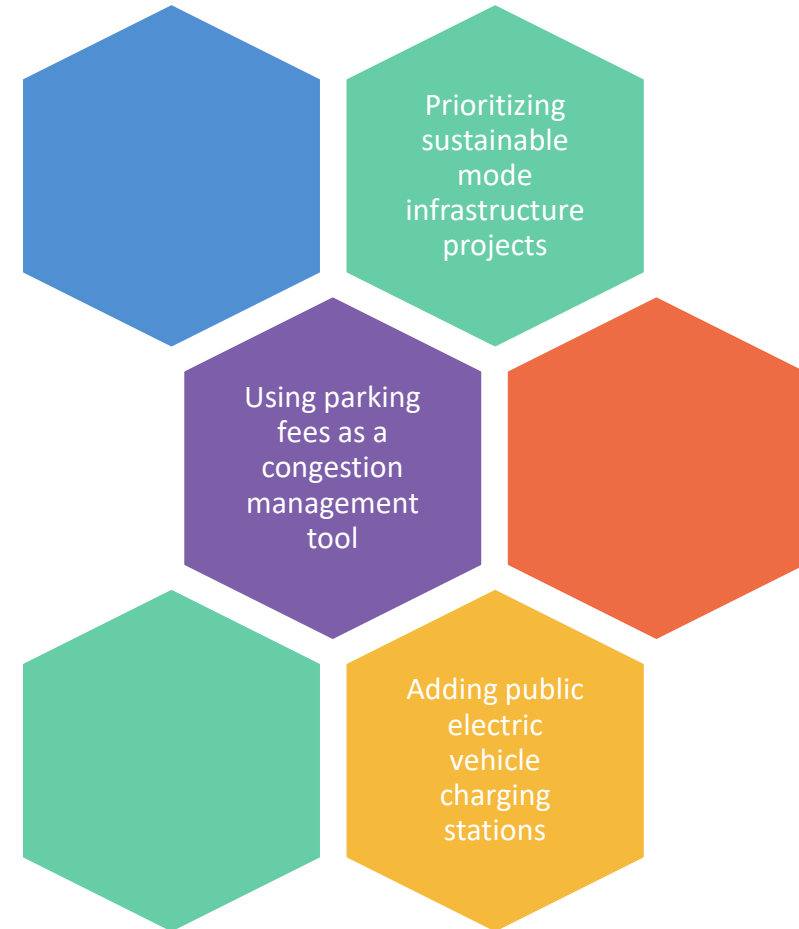 Prioritizing
sustainable
mode
infrastructure
projects
Using parking
fees as a
congestion
management
tool
Adding public
electric
vehicle
charging
stations